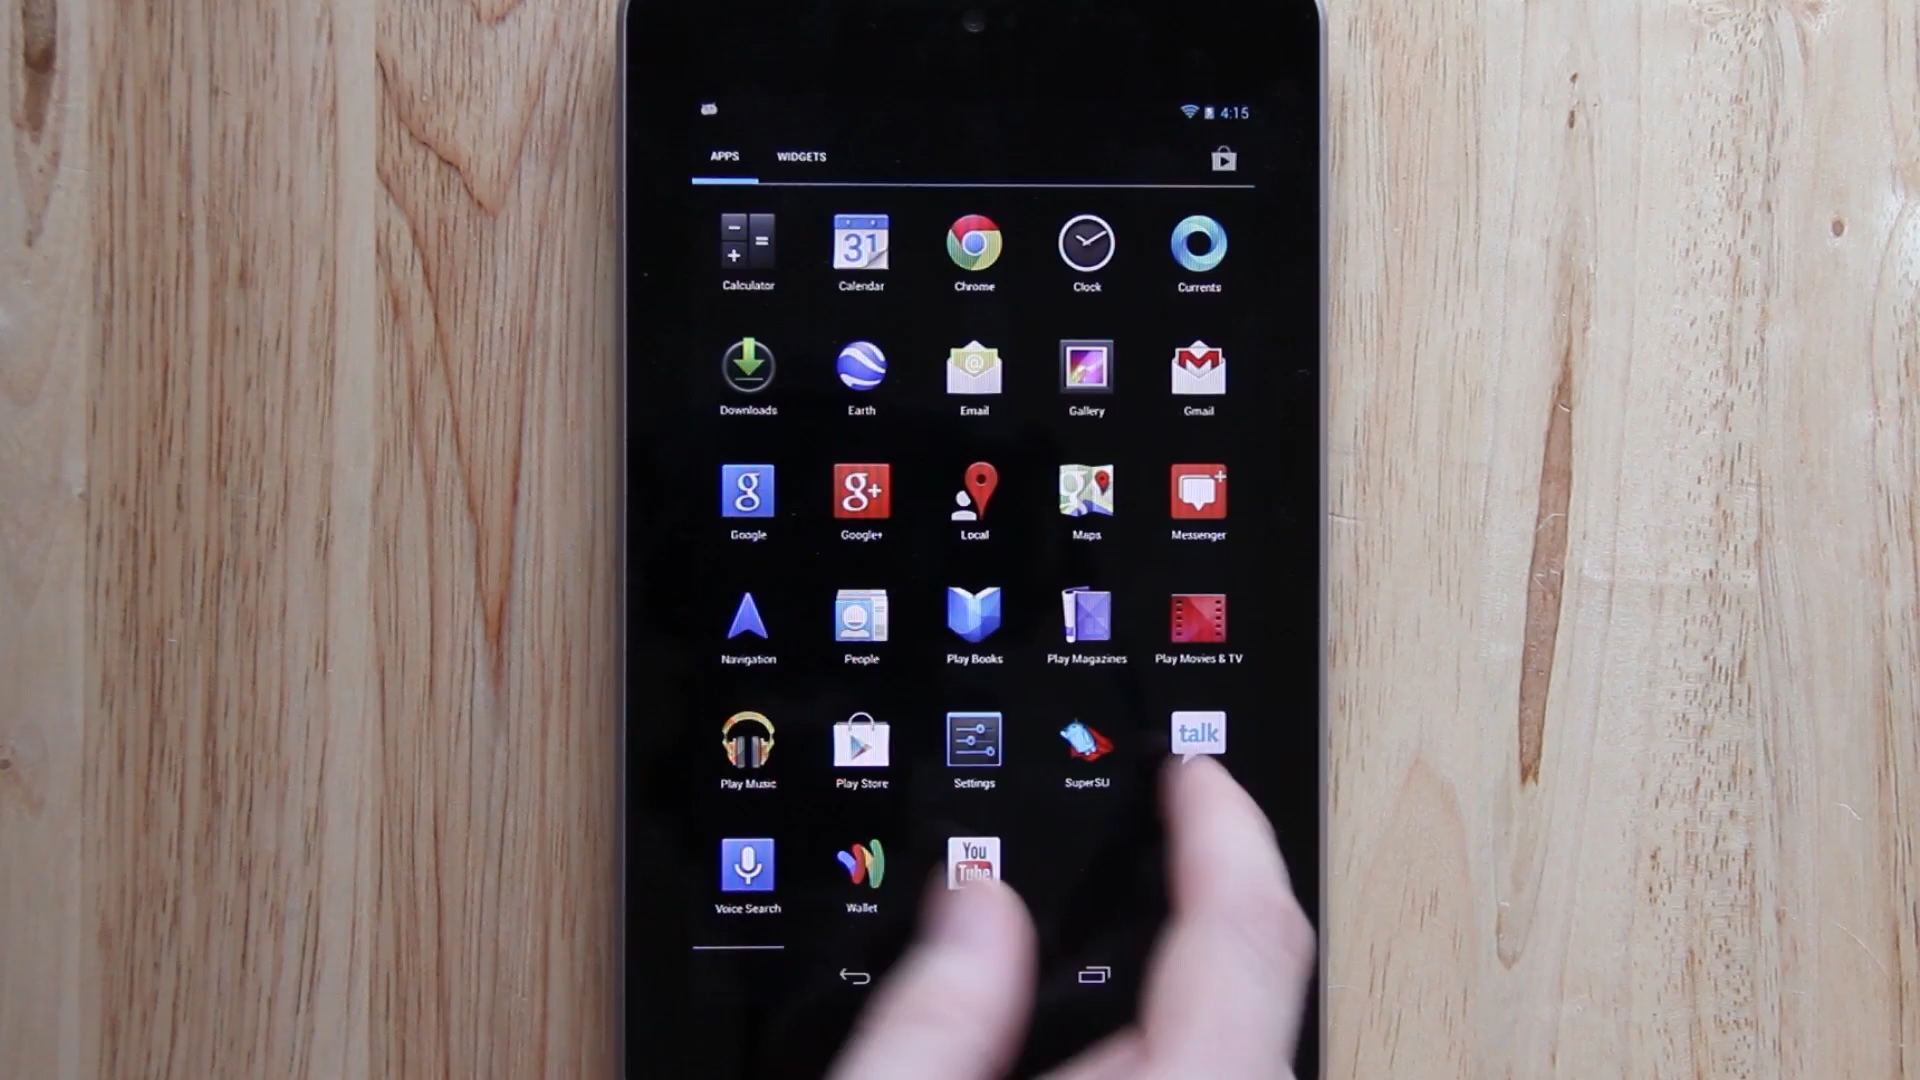 4:15
APPS WIDGETS
31
Calculator Calendar Chrome Clock Currents
@ M
Downloads Earth Email Gallery Gmail
g g+ g
Google Google+ Local Maps Messenger
Navigation People Play Books Play Magazines Play Movies & TV
talk
Play Music Play Store Settings SuperSU
You
Tube
Voice Search Wallet